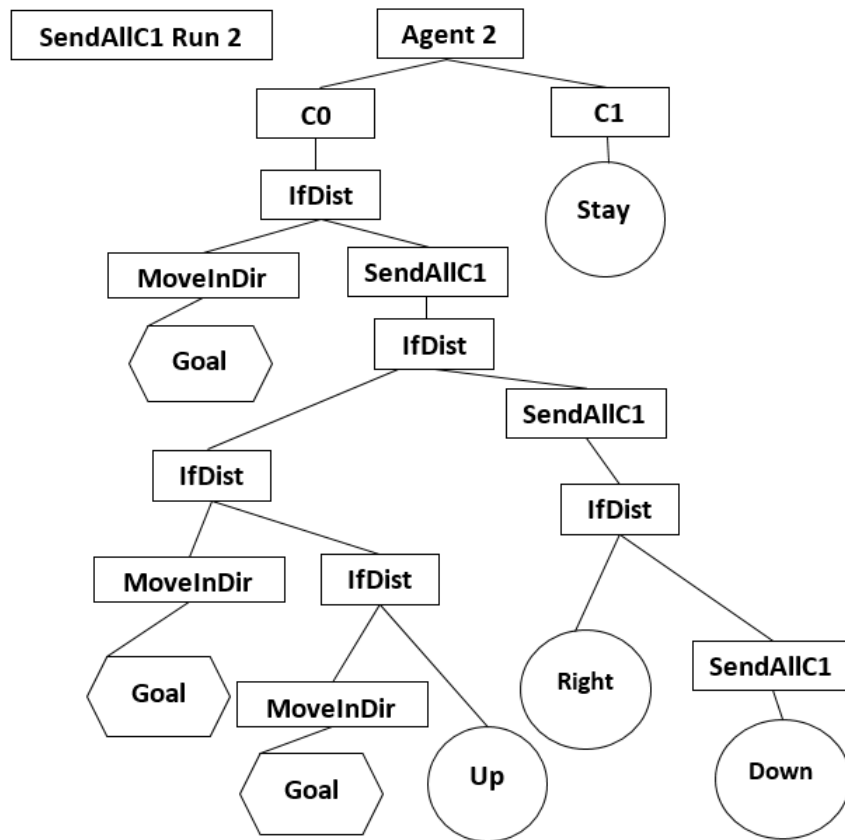 SendAllC1 Run 2
Agent 2
C0
C1
IfDist
Stay
MoveInDir
SendAllC1
IfDist
Goal
SendAllC1
IfDist
IfDist
MoveInDir
IfDist
Goal
MoveInDir
Right
SendAllC1
Goal
Up
Down